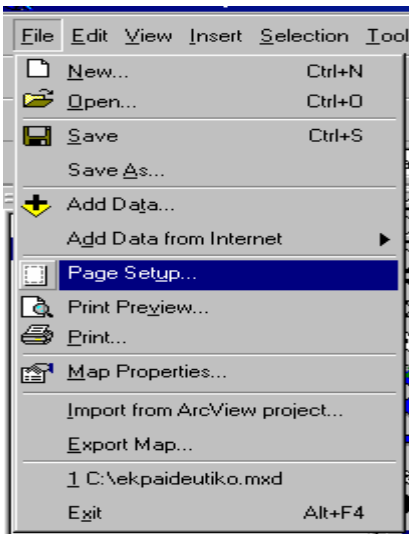 File Edit View Insert Selection Tool
New... Ctrl+N
Open... Ctrl+O
Save Ctrl+S
Save As...
Add Data...
Add Data from Internet
Page Setup...
Print Preview...
Print...
Map Properties...
Import from ArcView project...
Export Map...
1 C:\ekpaideutiko.mxd
Exit Alt+F4